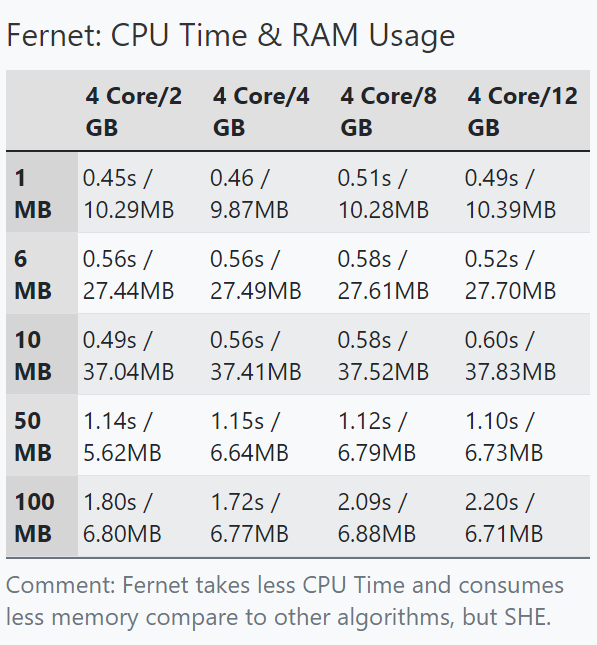 Fernet: CPU Time & RAM Usage
4 Core/2 4 Core/4 4 Core/8 4 Core/12
GB GB GB GB
1 0.45s / 0.46 / 0.51s / 0.49s /
MB 10.29MB 9.87MB 10.28MB 10.39MB
6 0.56s / 0.56s / 0.58s / 0.52s /
MB 27.44MB 27.49MB 27.61MB 27.70MB
10 0.49s / 0.56s / 0.58s / 0.60s /
MB 37.04MB 37.41MB 37.52MB 37.83MB
50 1.14s / 1.15s / 1.12s / 1.10s /
MB 5.62MB 6.64MB 6.79MB 6.73MB
100 1.80s / 1.72s / 2.09s / 2.20s /
MB 6.80MB 6.77MB 6.88MB 6.71MB
Comment: Fernet takes less CPU Time and consumes
less memory compare to other algorithms, but SHE.